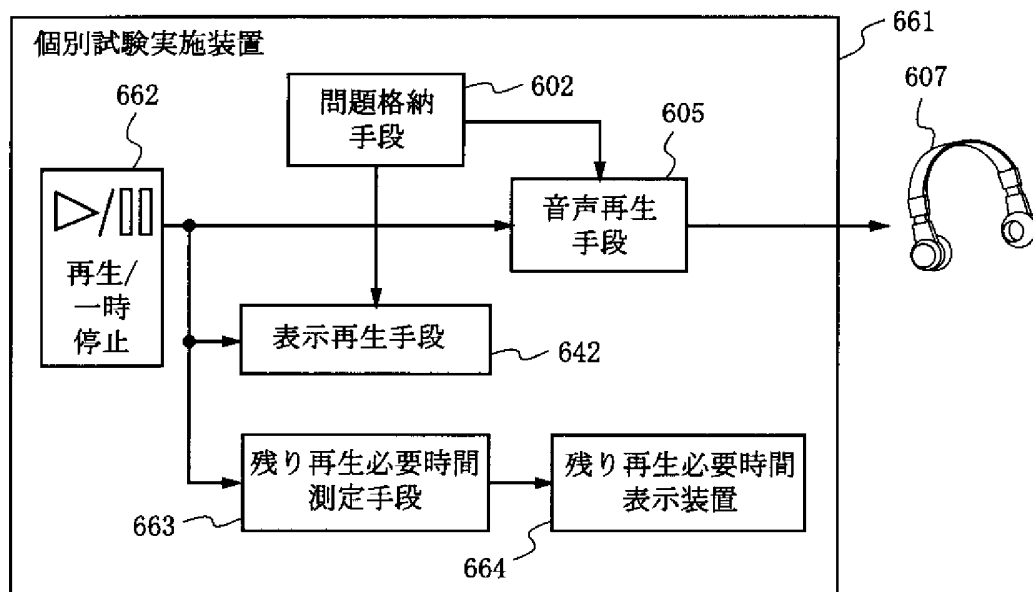 個別試験実施装置
661
662
問題格納
手段
602
605
607
再生/
一時
停止
音声再生
手段
表示再生手段
642
残り再生必要時間
測定手段
663
残り再生必要時間
表示装置
664